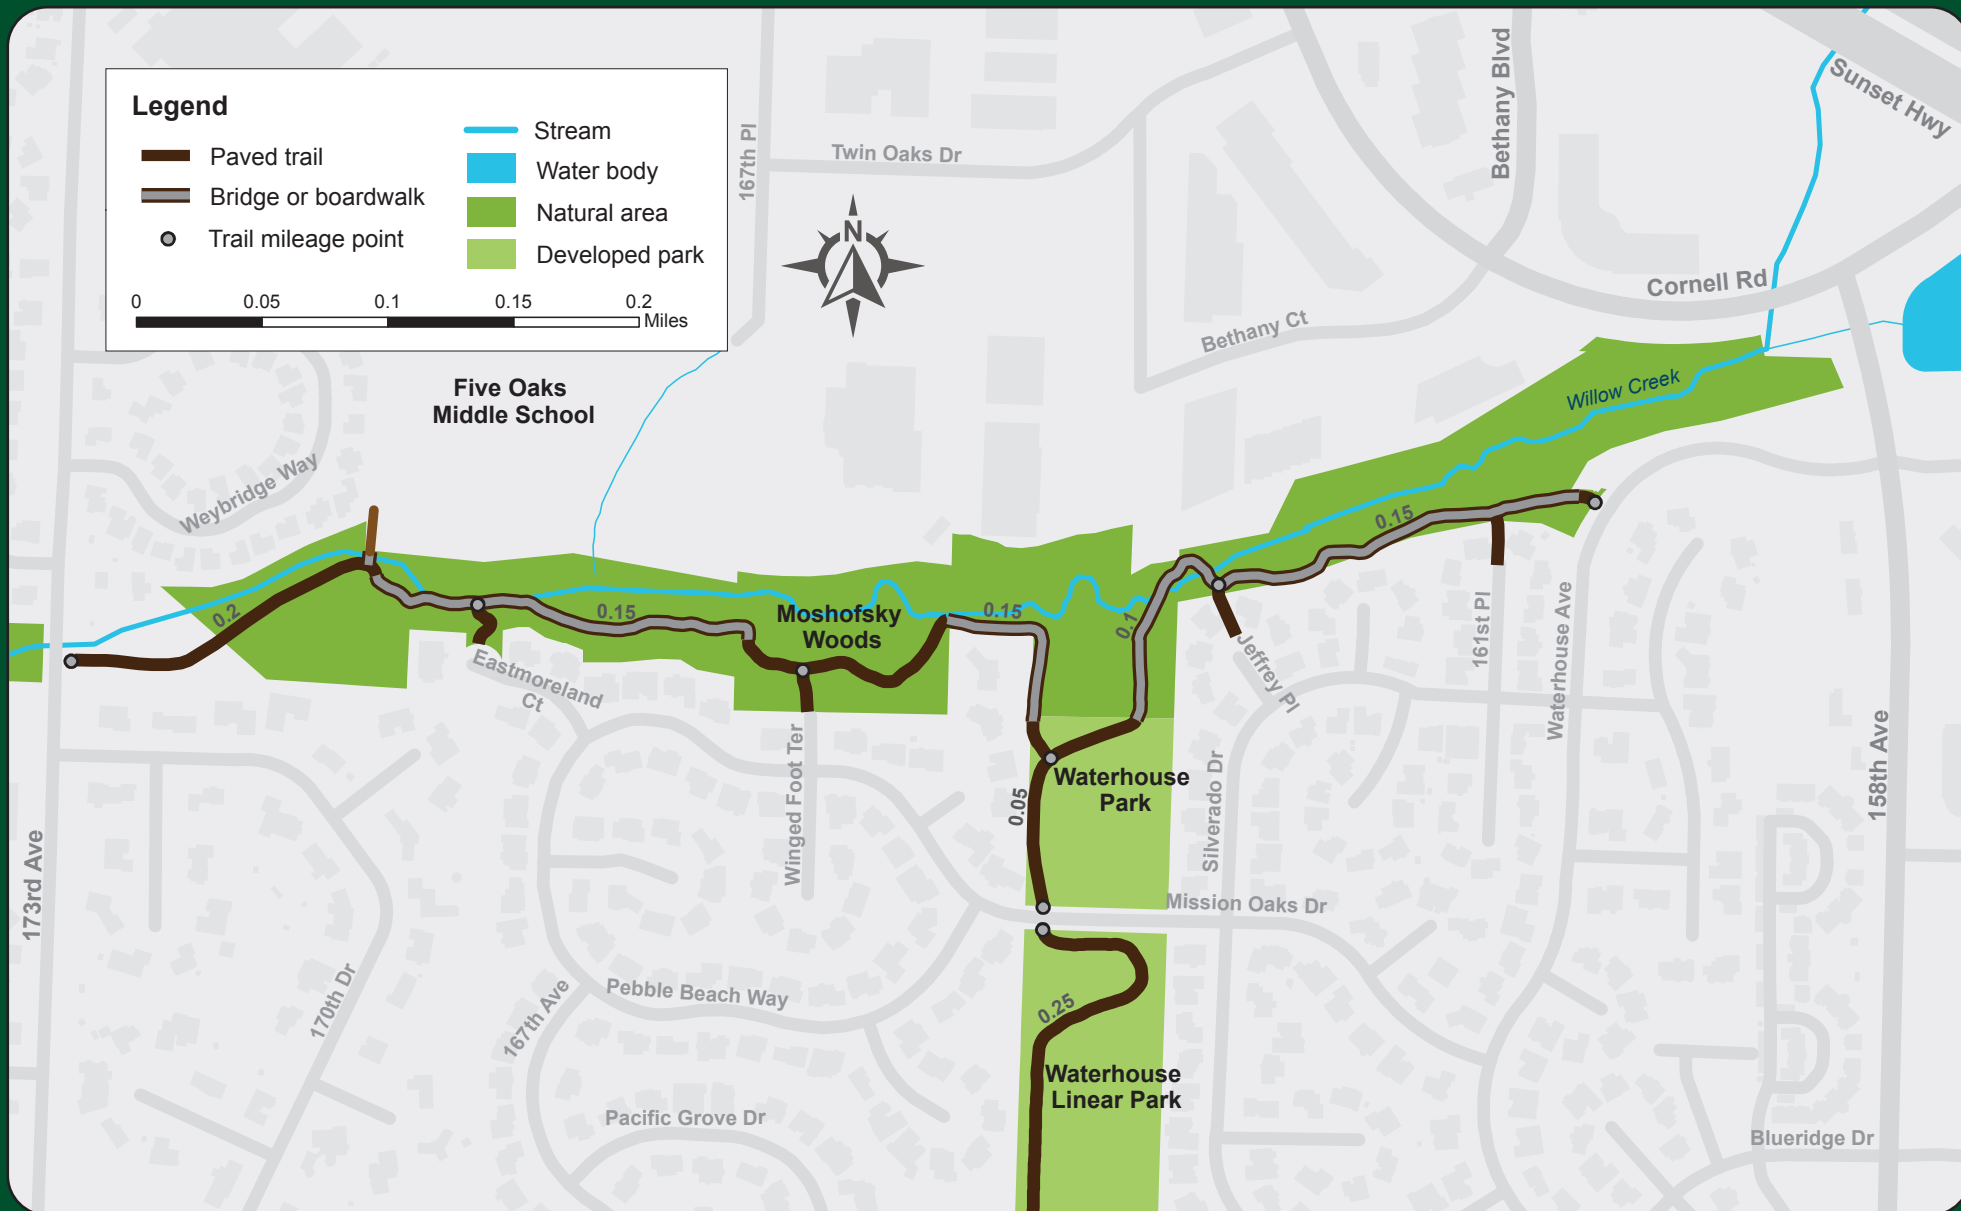 Legend
Paved trail
Bridge or boardwalk
Trail mileage point
Stream
Water body
Natural area
Developed park
0 0.05 0.1 0.15 0.2
Miles
N
167th Pl
Twin Oaks Dr
Bethany Blvd
Sunset Hwy
Cornell Rd
Bethany Ct
Five Oaks
Middle School
Willow Creek
Weybridge Way
0.2
0.15
Moshofsky
Woods
0.15
0.1
0.15
Eastmoreland
Ct
Jeffrey Pl
161st Pl
Waterhouse Ave
Winged Foot Ter
0.05
Waterhouse
Park
Silverado Dr
158th Ave
173rd Ave
Mission Oaks Dr
170th Dr
167th Ave
Pebble Beach Way
0.25
Waterhouse
Linear Park
Pacific Grove Dr
Blueridge Dr